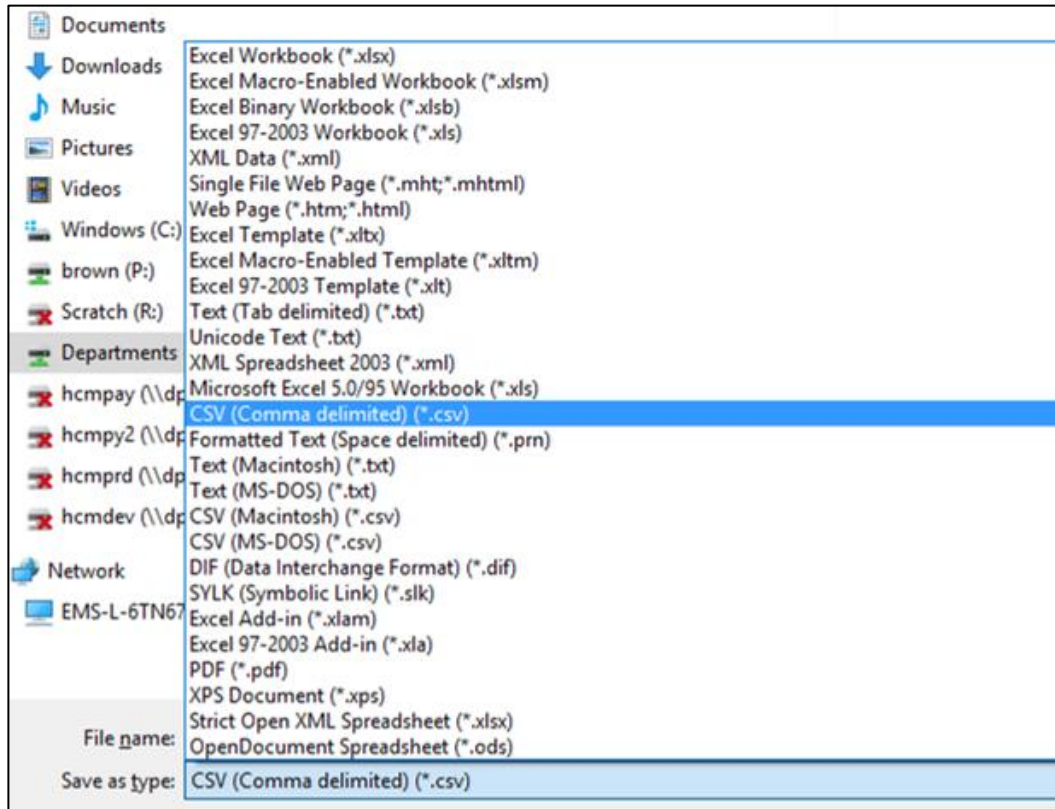 Documents
Downloads
Music
Pictures
Videos
Windows (C:)
brown (P:)
Scratch (R:)
Departments
hcmpay (\\dp
hcmpy2 (\\dp
hcmprd (\\dp
hcmdev (\\dp
Network
EMS-L-6TN67
Excel Workbook (*.xlsx)
Excel Macro-Enabled Workbook (*.xlsm)
Excel Binary Workbook (*.xlsb)
Excel 97-2003 Workbook (*.xls)
XML Data (*.xml)
Single File Web Page (*.mht;*.mhtml)
Web Page (*.htm;*.html)
Excel Template (*.xltx)
Excel Macro-Enabled Template (*.xltm)
Excel 97-2003 Template (*.xlt)
Text (Tab delimited) (*.txt)
Unicode Text (*.txt)
XML Spreadsheet 2003 (*.xml)
Microsoft Excel 5.0/95 Workbook (*.xls)
CSV (Comma delimited) (*.csv)
Formatted Text (Space delimited) (*.prn)
Text (Macintosh) (*.txt)
Text (MS-DOS) (*.txt)
CSV (Macintosh) (*.csv)
CSV (MS-DOS) (*.csv)
DIF (Data Interchange Format) (*.dif)
SYLK (Symbolic Link) (*.slk)
Excel Add-in (*.xlam)
Excel 97-2003 Add-in (*.xla)
PDF (*.pdf)
XPS Document (*.xps)
Strict Open XML Spreadsheet (*.xlsx)
OpenDocument Spreadsheet (*.ods)
File name:
Save as type: CSV (Comma delimited) (*.csv)